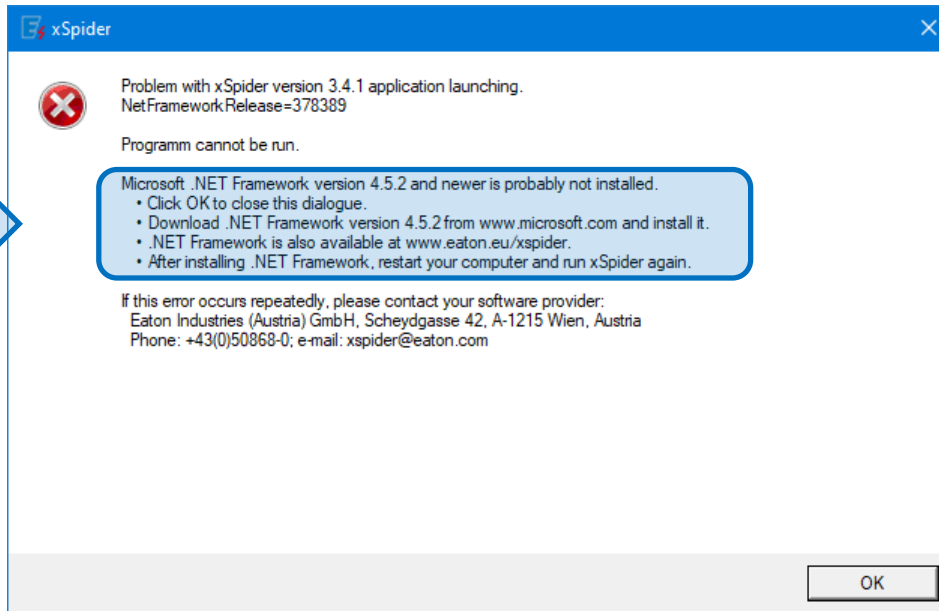 xSpider
Problem with xSpider version 3.4.1 application launching.
NetFrameworkRelease=378389
Programm cannot be run.
Microsoft .NET Framework version 4.5.2 and newer is probably not installed.
• Click OK to close this dialogue.
• Download .NET Framework version 4.5.2 from www.microsoft.com and install it.
• .NET Framework is also available at www.eaton.eu/xspider.
• After installing .NET Framework, restart your computer and run xSpider again.
If this error occurs repeatedly, please contact your software provider:
Eaton Industries (Austria) GmbH, Scheydgasse 42, A-1215 Wien, Austria
Phone: +43(0)50868-0; e-mail: xspider@eaton.com
OK